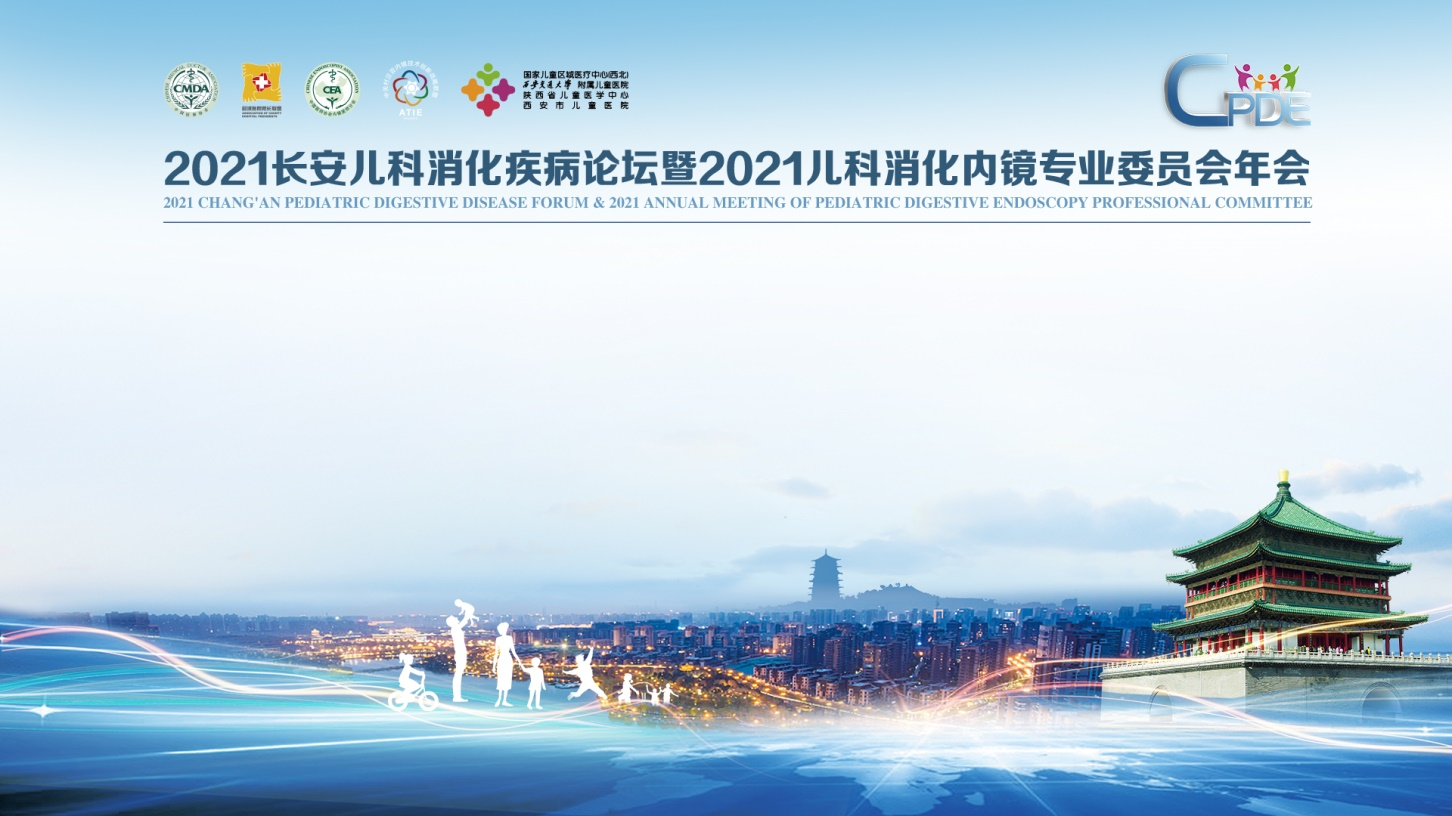 CMDA
CEA
ATIE
国家儿童区域医疗中心(西北)
西安交通大学 附属儿童医院
陕西省儿童医学中心
西安市儿童医院
CPDE
2021长安儿科消化疾病论坛暨2021儿科消化内镜专业委员会年会
2021 CHANG'AN PEDIATRIC DIGESTIVE DISEASE FORUM & 2021 ANNUAL MEETING OF PEDIATRIC DIGESTIVE ENDOSCOPY PROFESSIONAL COMMITTEE